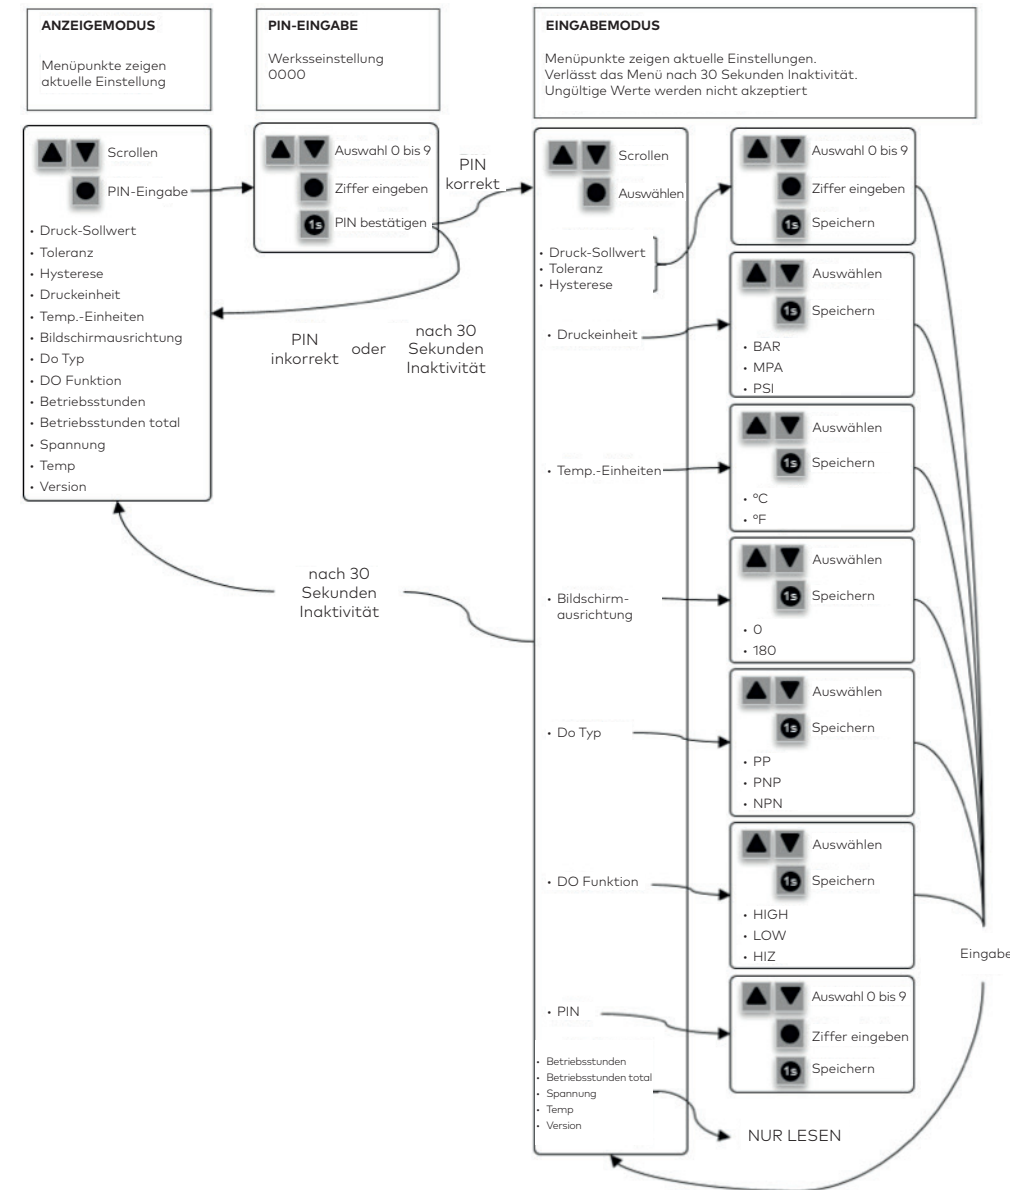 ANZEIGEMODUS
Menüpunkte zeigen
aktuelle Einstellung
PIN-EINGABE
Werksseinstellung
0000
EINGABEMODUS
Menüpunkte zeigen aktuelle Einstellungen.
Verlässt das Menü nach 30 Sekunden Inaktivität.
Ungültige Werte werden nicht akzeptiert
Scrollen
PIN-Eingabe
• Druck-Sollwert
• Toleranz
• Hysterese
• Druckeinheit
• Temp.-Einheiten
• Bildschirmausrichtung
• Do Typ
• DO Funktion
• Betriebsstunden
• Betriebsstunden total
• Spannung
• Temp
• Version
Auswahl 0 bis 9
Ziffer eingeben
1s PIN bestätigen
PIN
korrekt
PIN
inkorrekt
oder
nach 30
Sekunden
Inaktivität
nach 30
Sekunden
Inaktivität
Scrollen
Auswählen
• Druck-Sollwert
• Toleranz
• Hysterese
Auswahl 0 bis 9
Ziffer eingeben
1s Speichern
• Druckeinheit
Auswählen
1s Speichern
• BAR
• MPA
• PSI
• Temp.-Einheiten
Auswählen
1s Speichern
• °C
• °F
• Bildschirm-
ausrichtung
Auswählen
1s Speichern
• 0
• 180
• Do Typ
Auswählen
1s Speichern
• PP
• PNP
• NPN
• DO Funktion
Auswählen
1s Speichern
• HIGH
• LOW
• HIZ
Eingabe
• PIN
Auswahl 0 bis 9
Ziffer eingeben
1s Speichern
• Betriebsstunden
• Betriebsstunden total
• Spannung
• Temp
• Version
NUR LESEN